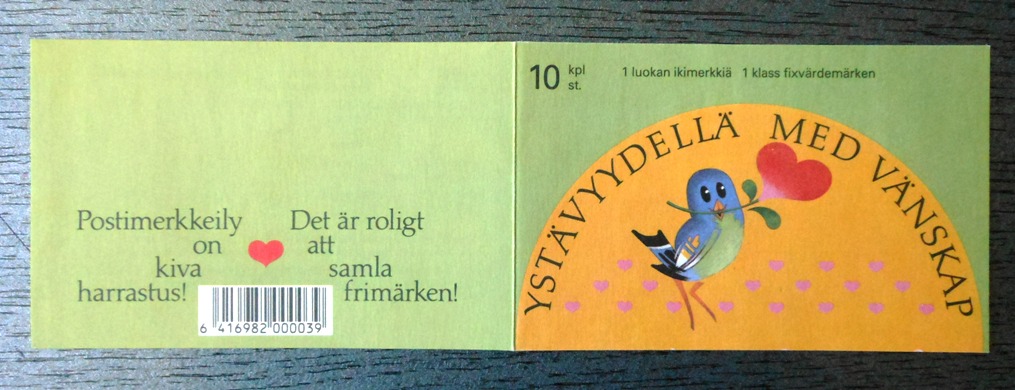 Postimerkkeily
on
kiva
harrastus!
Det är roligt
att
samla
frimärken!
6 416982 000039
10 kpl
st.
1 luokan ikimerkkiä 1 klass fixvärdemärken
YSTÄVYYDELLÄ MED VÄNSKAP